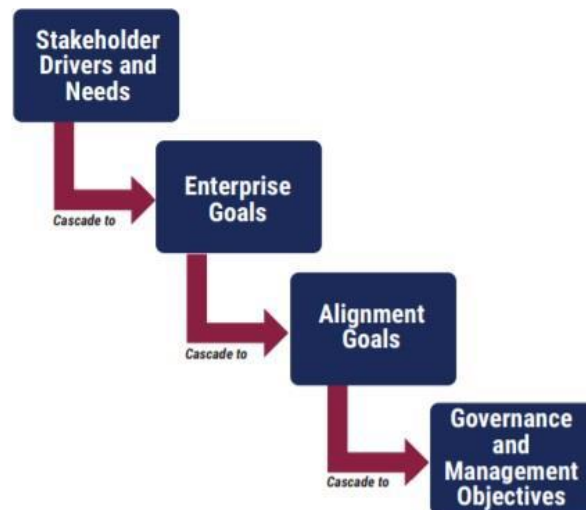 Stakeholder
Drivers and
Needs
Cascade to
Enterprise
Goals
Cascade to
Alignment
Goals
Cascade to
Governance
and
Management
Objectives